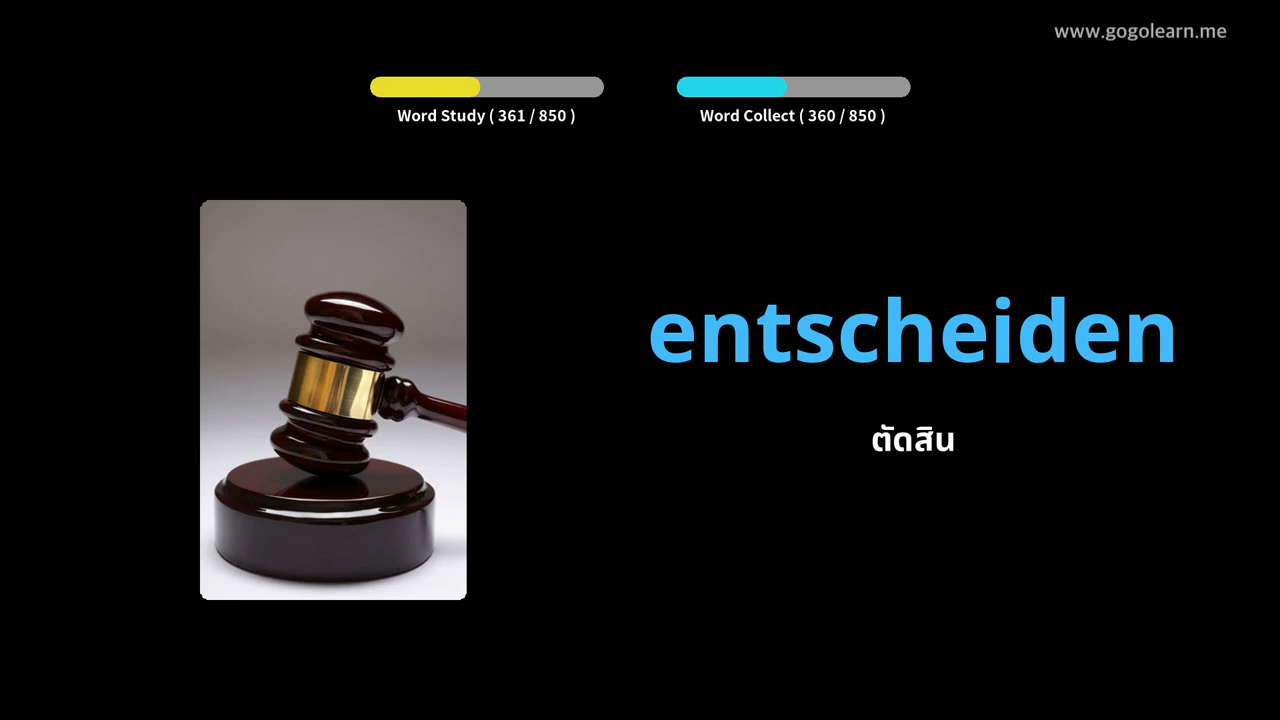 www.gogolearn.me
Word Study ( 361 / 850 )
Word Collect ( 360 / 850 )
entscheiden
ตัดสิน